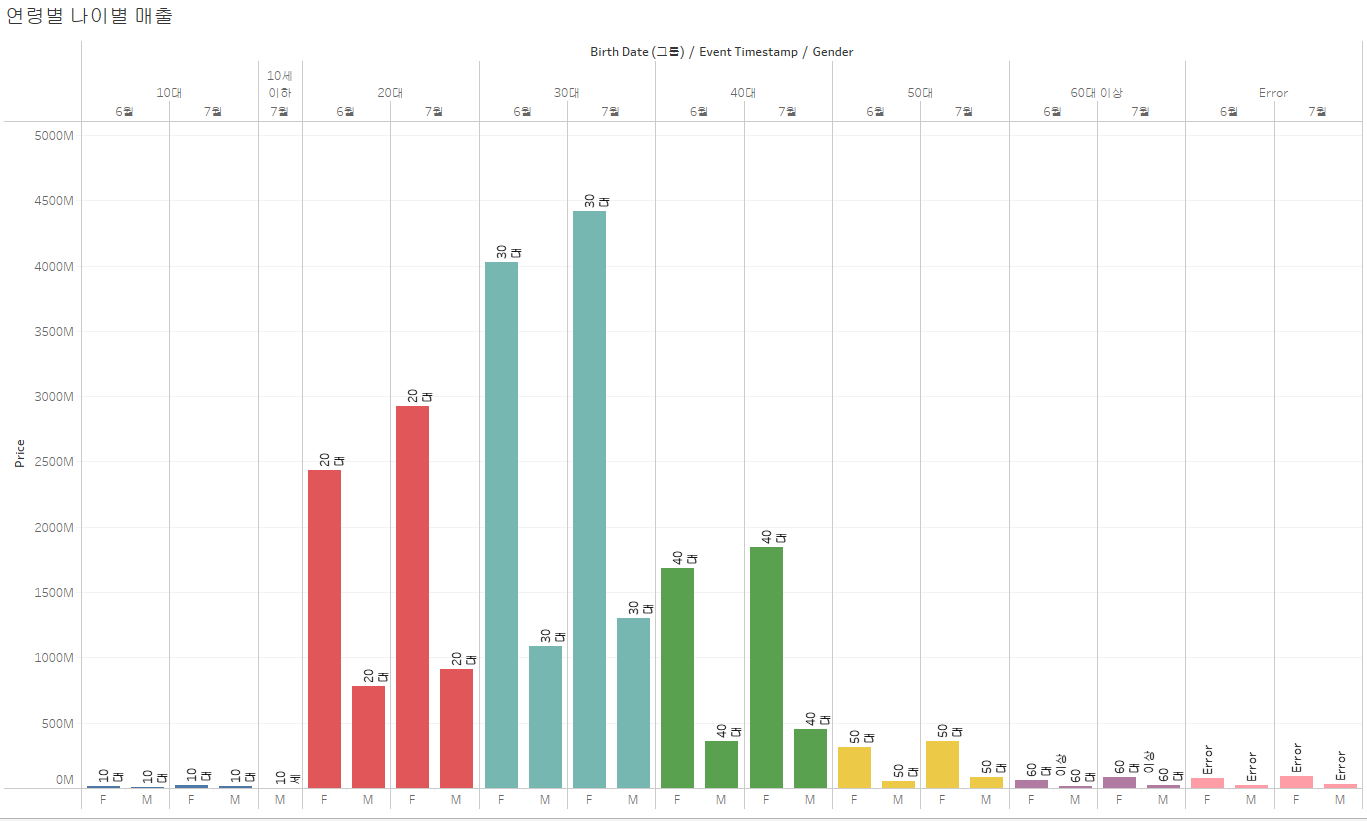 연령별 나이별 매출
Birth Date (그룹) / Event Timestamp / Gender
10대
10세
이하
20대
30대
40대
50대
60대 이상
Error
6월 7월 7월 6월 7월 6월 7월 6월 7월 6월 7월 6월 7월 6월 7월
Price
5000M
4500M
4000M
3500M
3000M
2500M
2000M
1500M
1000M
500M
0M
10대
10대
10대
10대
10세
20대
20대
20대
20대
30대
30대
30대
30대
40대
40대
40대
40대
50대
50대
50대
50대
60대 이상
60대
60대 이상
60대
Error
Error
Error
Error
F M F M M F M F M F M F M F M F M F M F M F M F M F M F M